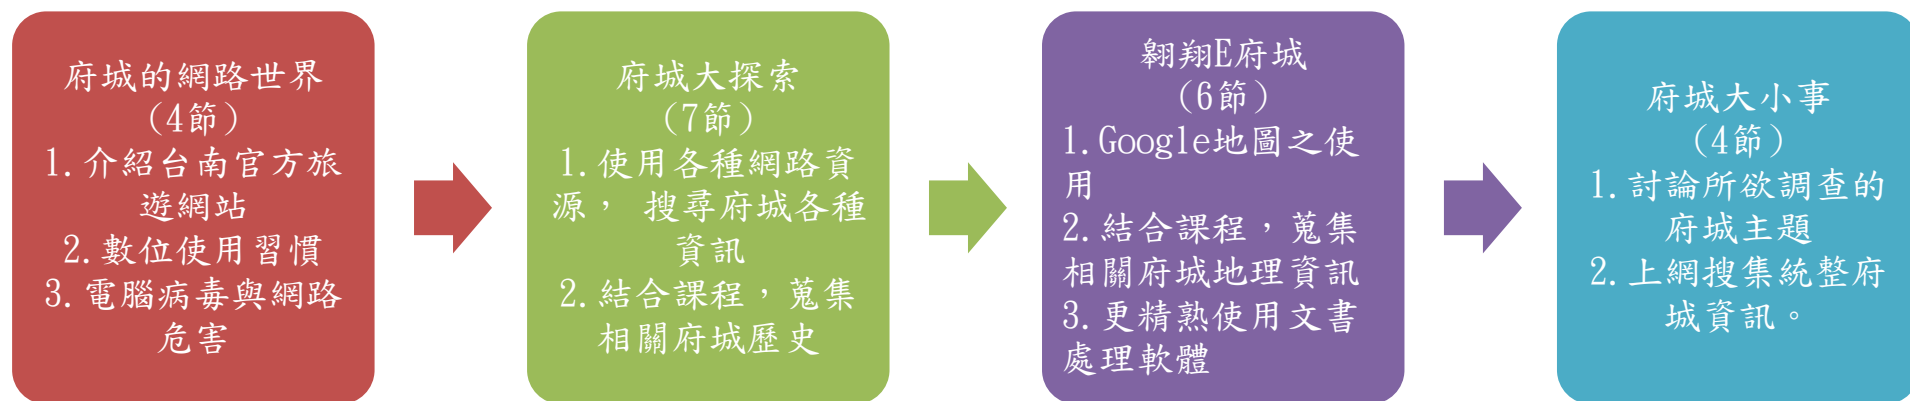 府城的網路世界
(4節)
1.介紹台南官方旅
遊網站
2.數位使用習慣
3.電腦病毒與網路
危害
府城大探索
(7節)
1.使用各種網路資
源， 搜尋府城各種
資訊
2.結合課程，蒐集
相關府城歷史
翱翔E府城
(6節)
1.Google地圖之使
用
2.結合課程，蒐集
相關府城地理資訊
3.更精熟使用文書
處理軟體
府城大小事
(4節)
1.討論所欲調查的
府城主題
2.上網搜集統整府
城資訊。